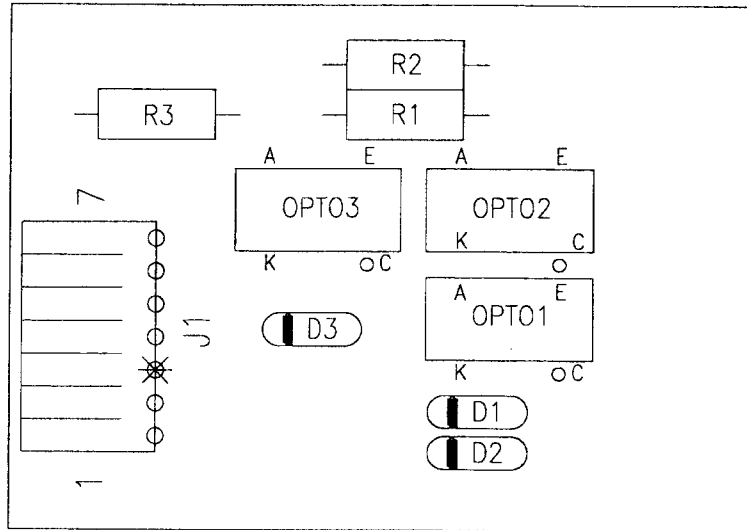 R2
R3
R1
A E
A E
7
OPTO3
OPTO2
K C
K C
A E
OPTO1
J1
D3
K C
D1
D2
1